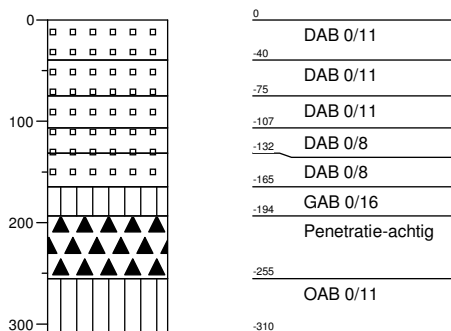 0
0
DAB 0/11
-40
DAB 0/11
-75
DAB 0/11
100
-107
DAB 0/8
-132
DAB 0/8
-165
GAB 0/16
-194
200
Penetratie-achtig
-255
OAB 0/11
300
-310